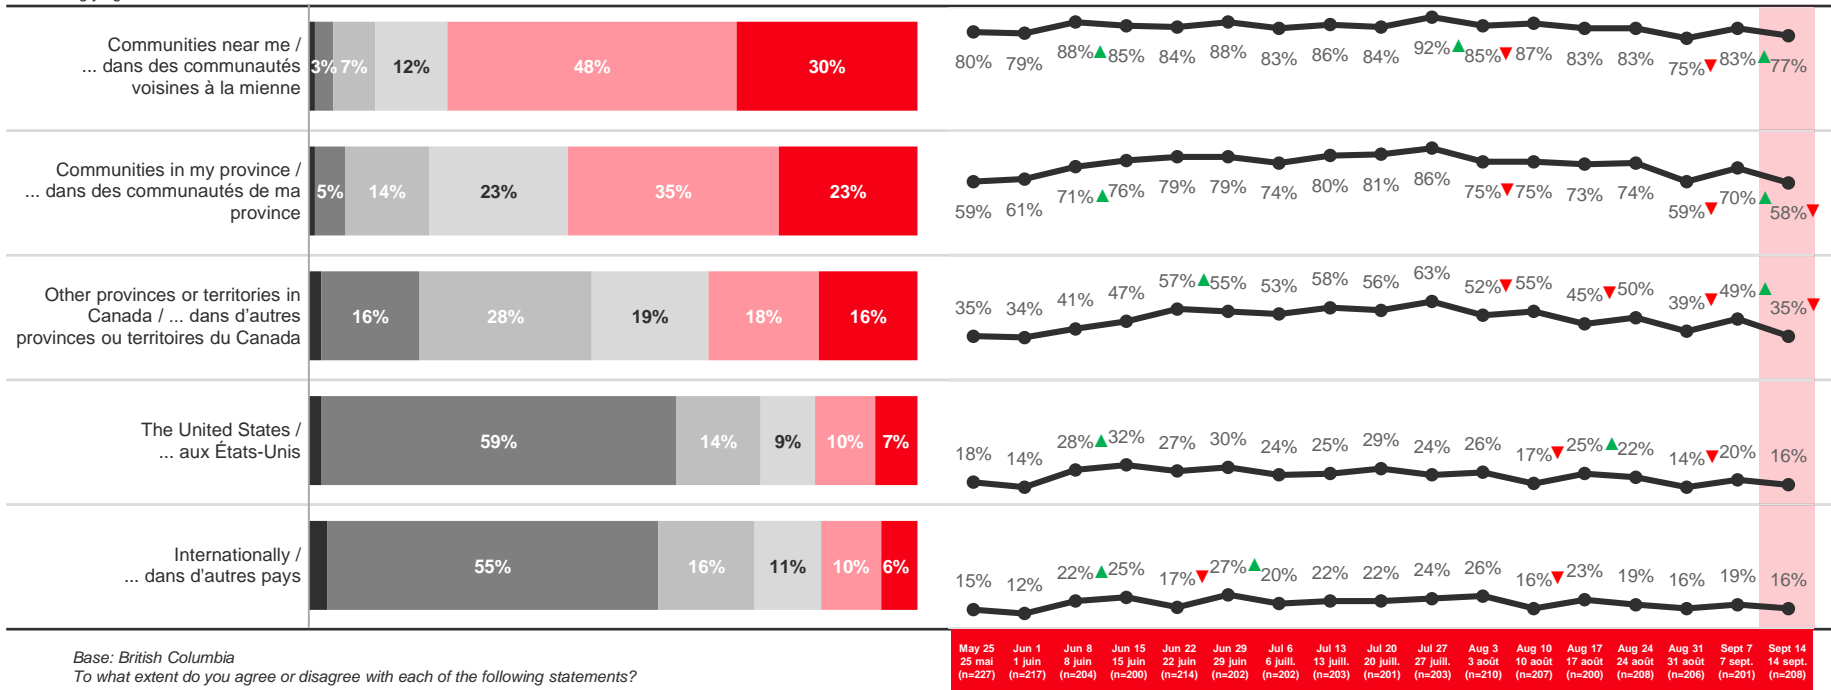 Communities near me /
... dans des communautés
voisines à la mienne
3% 7% 12% 48% 30%
80% 79% 88% 85% 84% 88% 83% 86% 84% 92% 85% 87% 83% 83% 75% 83% 77%
Communities in my province /
... dans des communautés de ma
province
5% 14% 23% 35% 23%
59% 61% 71% 76% 79% 79% 74% 80% 81% 86% 75% 75% 73% 74% 59% 70% 58%
Other provinces or territories in
Canada / ... dans d'autres
provinces ou territoires du Canada
16% 28% 19% 18% 16%
35% 34% 41% 47% 57% 55% 53% 58% 56% 63% 52% 55% 45% 50% 39% 49% 35%
The United States /
... aux États-Unis
59% 14% 9% 10% 7%
18% 14% 28% 32% 27% 30% 24% 25% 29% 24% 26% 17% 25% 22% 14% 20% 16%
Internationally /
... dans d'autres pays
55% 16% 11% 10% 6%
15% 12% 22% 25% 17% 27% 20% 22% 22% 24% 26% 16% 23% 19% 16% 19% 16%
May 25 Jun 1 Jun 8 Jun 15 Jun 22 Jun 29 Jul 6 Jul 13 Jul 20 Jul 27 Aug 3 Aug 10 Aug 17 Aug 24 Aug 31 Sept 7 Sept 14
25 mai 1 juin 8 juin 15 juin 22 juin 29 juin 6 juill. 13 juill. 20 juill. 27 juill. 3 août 10 août 17 août 24 août 31 août 7 sept. 14 sept.
(n=227) (n=217) (n=204) (n=200) (n=214) (n=202) (n=202) (n=203) (n=201) (n=203) (n=210) (n=207) (n=200) (n=208) (n=206) (n=201) (n=208)
Base: British Columbia
To what extent do you agree or disagree with each of the following statements?